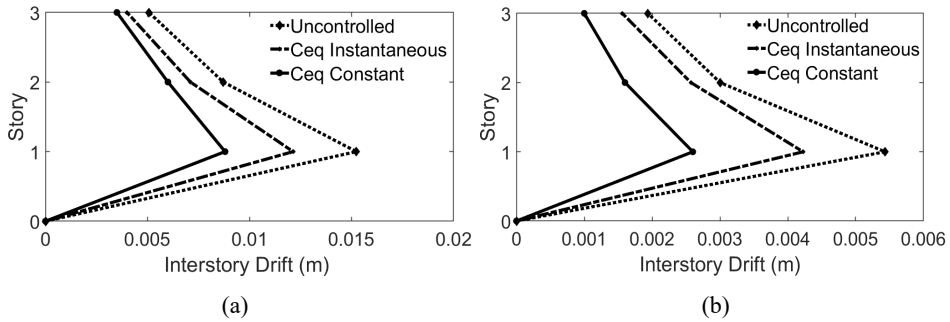 3
2
1
0
Story
Uncontrolled
Ceq Instantaneous
Ceq Constant
0 0.005 0.01 0.015 0.02
Interstory Drift (m)
(a)
3
2
1
0
Story
Uncontrolled
Ceq Instantaneous
Ceq Constant
0 0.001 0.002 0.003 0.004 0.005 0.006
Interstory Drift (m)
(b)